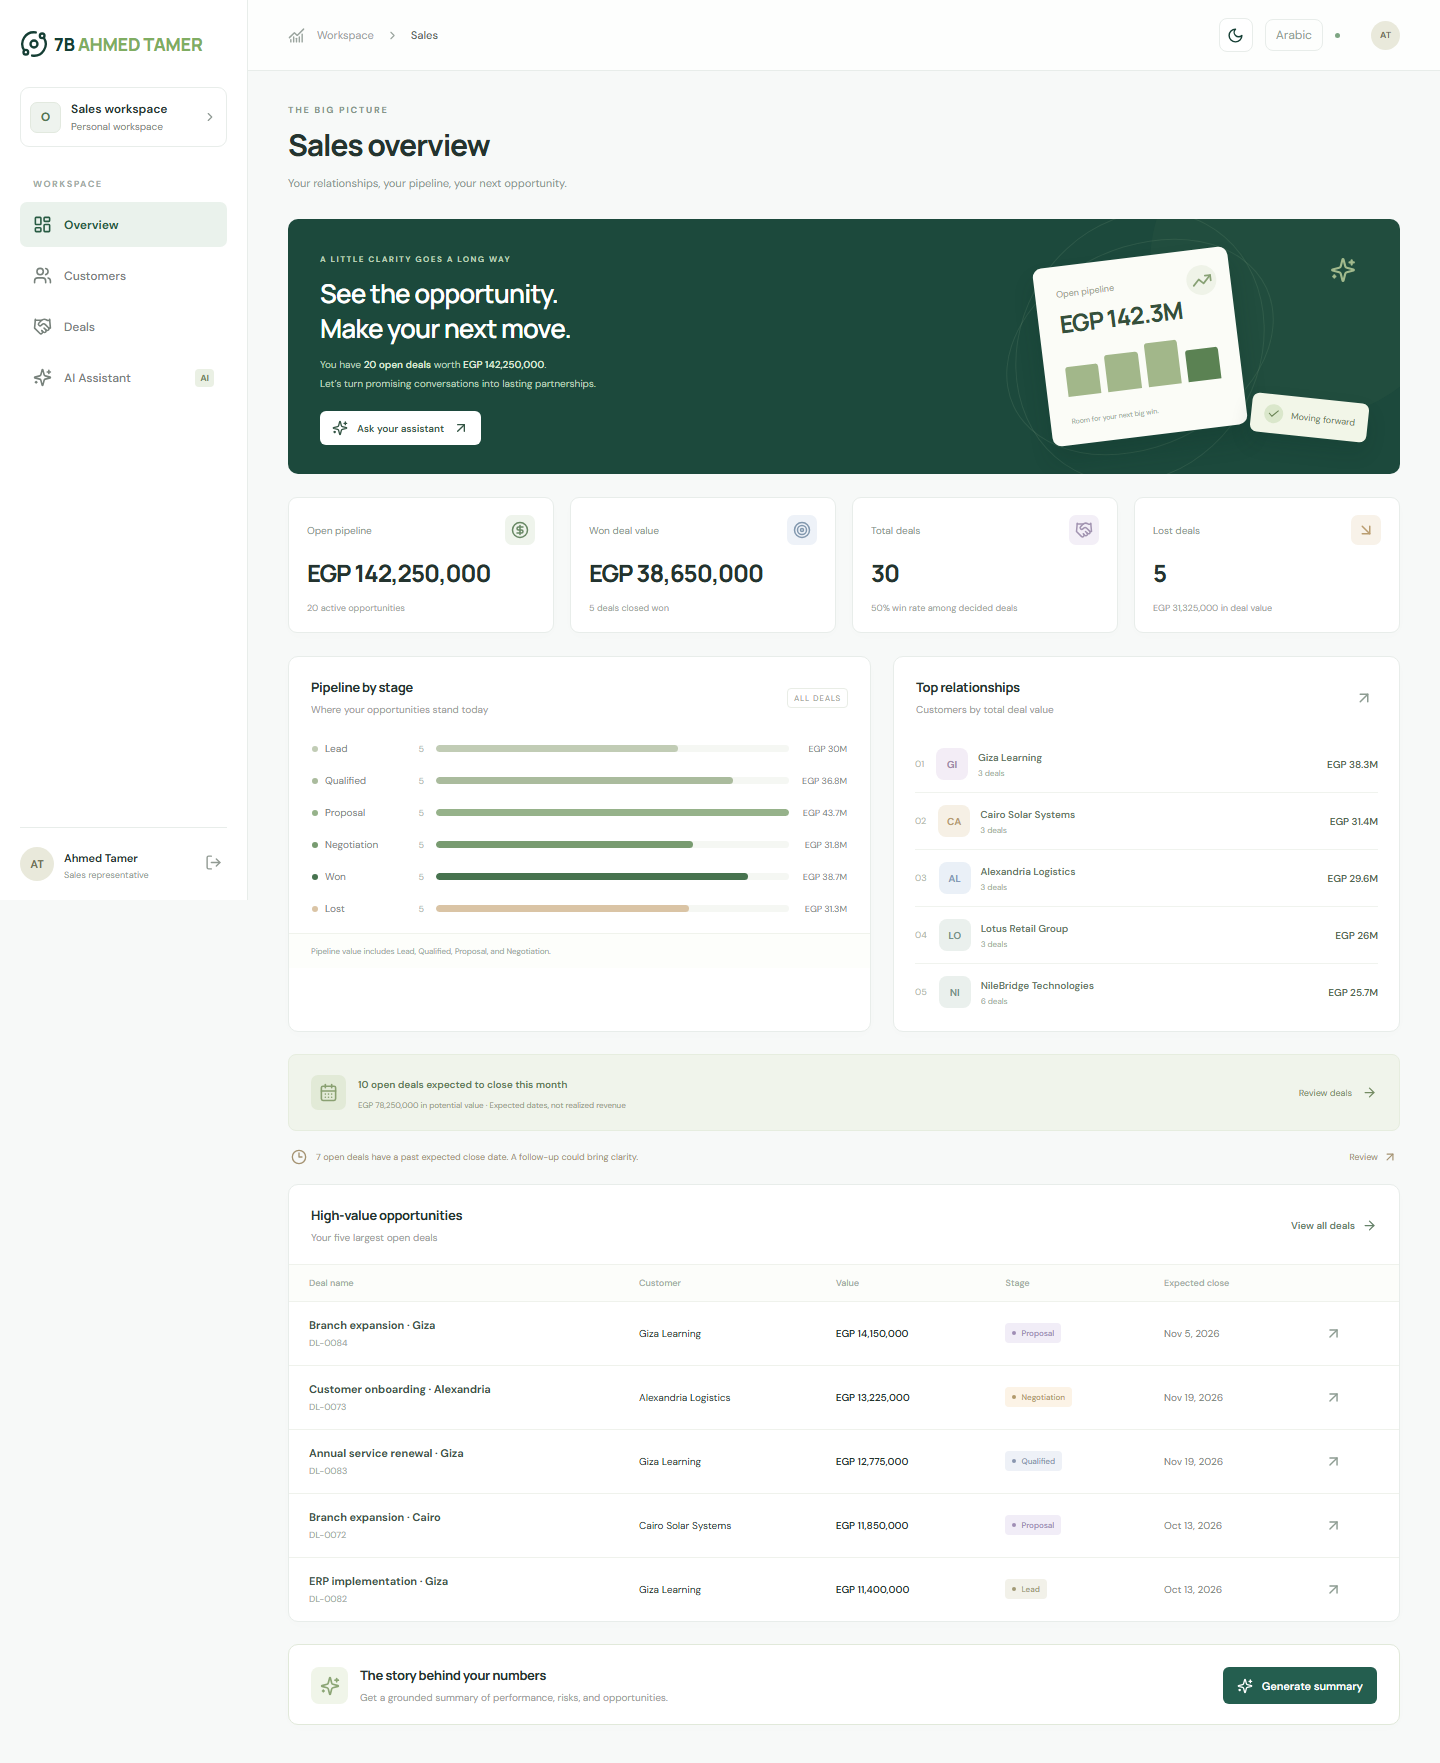 7B AHMED TAMER
O
Sales workspace
Personal workspace
WORKSPACE
Overview
Customers
Deals
AI Assistant
AI
AT
Ahmed Tamer
Sales representative
Workspace
Sales
Arabic
AT
THE BIG PICTURE
Sales overview
Your relationships, your pipeline, your next opportunity.
A LITTLE CLARITY GOES A LONG WAY
See the opportunity.
Make your next move.
You have 20 open deals worth EGP 142,250,000.
Let's turn promising conversations into lasting partnerships.
Ask your assistant
Open pipeline
EGP 142.3M
Room for your next big win.
Moving forward
Open pipeline
EGP 142,250,000
20 active opportunities
Won deal value
EGP 38,650,000
5 deals closed won
Total deals
30
50% win rate among decided deals
Lost deals
5
EGP 31,325,000 in deal value
Pipeline by stage
Where your opportunities stand today
ALL DEALS
Lead 5 EGP 30M
Qualified 5 EGP 36.8M
Proposal 5 EGP 43.7M
Negotiation 5 EGP 31.8M
Won 5 EGP 38.7M
Lost 5 EGP 31.3M
Pipeline value includes Lead, Qualified, Proposal, and Negotiation.
Top relationships
Customers by total deal value
01 GI Giza Learning EGP 38.3M
3 deals
02 CA Cairo Solar Systems EGP 31.4M
3 deals
03 AL Alexandria Logistics EGP 29.6M
3 deals
04 LO Lotus Retail Group EGP 26M
3 deals
05 NI NileBridge Technologies EGP 25.7M
6 deals
10 open deals expected to close this month
EGP 78,250,000 in potential value · Expected dates, not realized revenue
Review deals
7 open deals have a past expected close date. A follow-up could bring clarity.
Review
High-value opportunities
Your five largest open deals
View all deals
Deal name Customer Value Stage Expected close
Branch expansion · Giza
DL-0084
Giza Learning EGP 14,150,000 Proposal Nov 5, 2026
Customer onboarding · Alexandria
DL-0073
Alexandria Logistics EGP 13,225,000 Negotiation Nov 19, 2026
Annual service renewal · Giza
DL-0083
Giza Learning EGP 12,775,000 Qualified Nov 19, 2026
Branch expansion · Cairo
DL-0072
Cairo Solar Systems EGP 11,850,000 Proposal Oct 13, 2026
ERP implementation · Giza
DL-0082
Giza Learning EGP 11,400,000 Lead Oct 13, 2026
The story behind your numbers
Get a grounded summary of performance, risks, and opportunities.
Generate summary